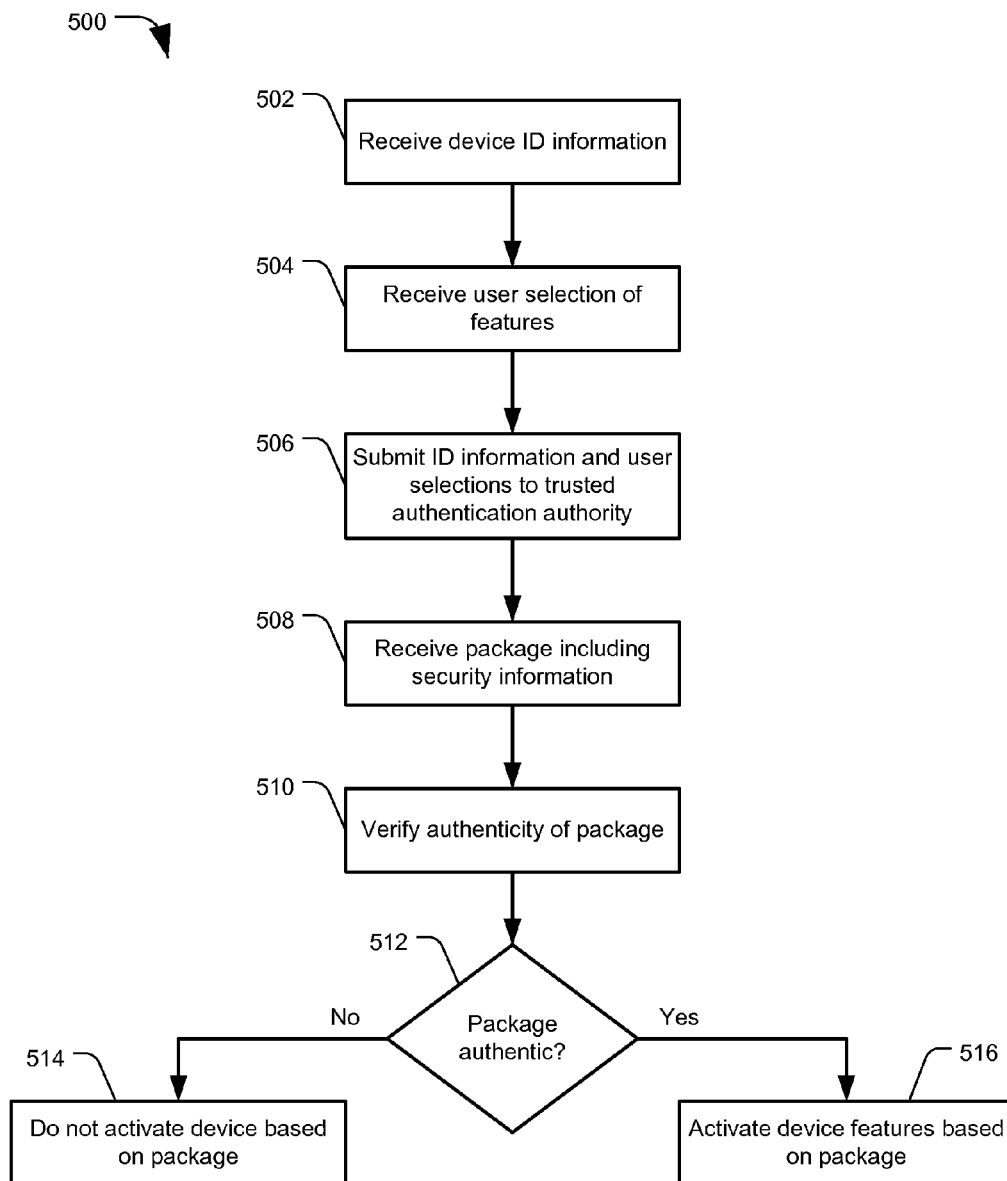 500
502
Receive device ID information
504
Receive user selection of
features
506
Submit ID information and user
selections to trusted
authentication authority
508
Receive package including
security information
510
Verify authenticity of package
512
Package
authentic?
No
Yes
514
Do not activate device based
on package
516
Activate device features based
on package